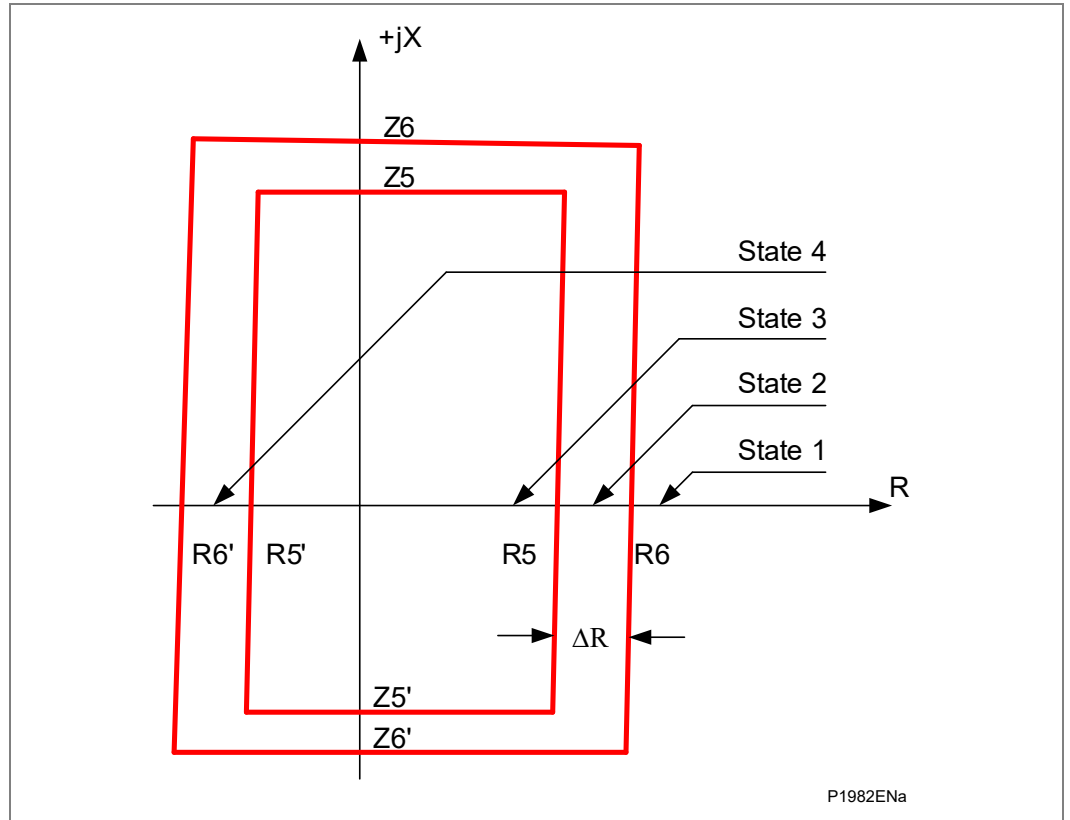 +jX
Z6
Z5
State 4
State 3
State 2
State 1
R
R6' R5' R5 R6
ΔR
Z5'
Z6'
P1982ENa